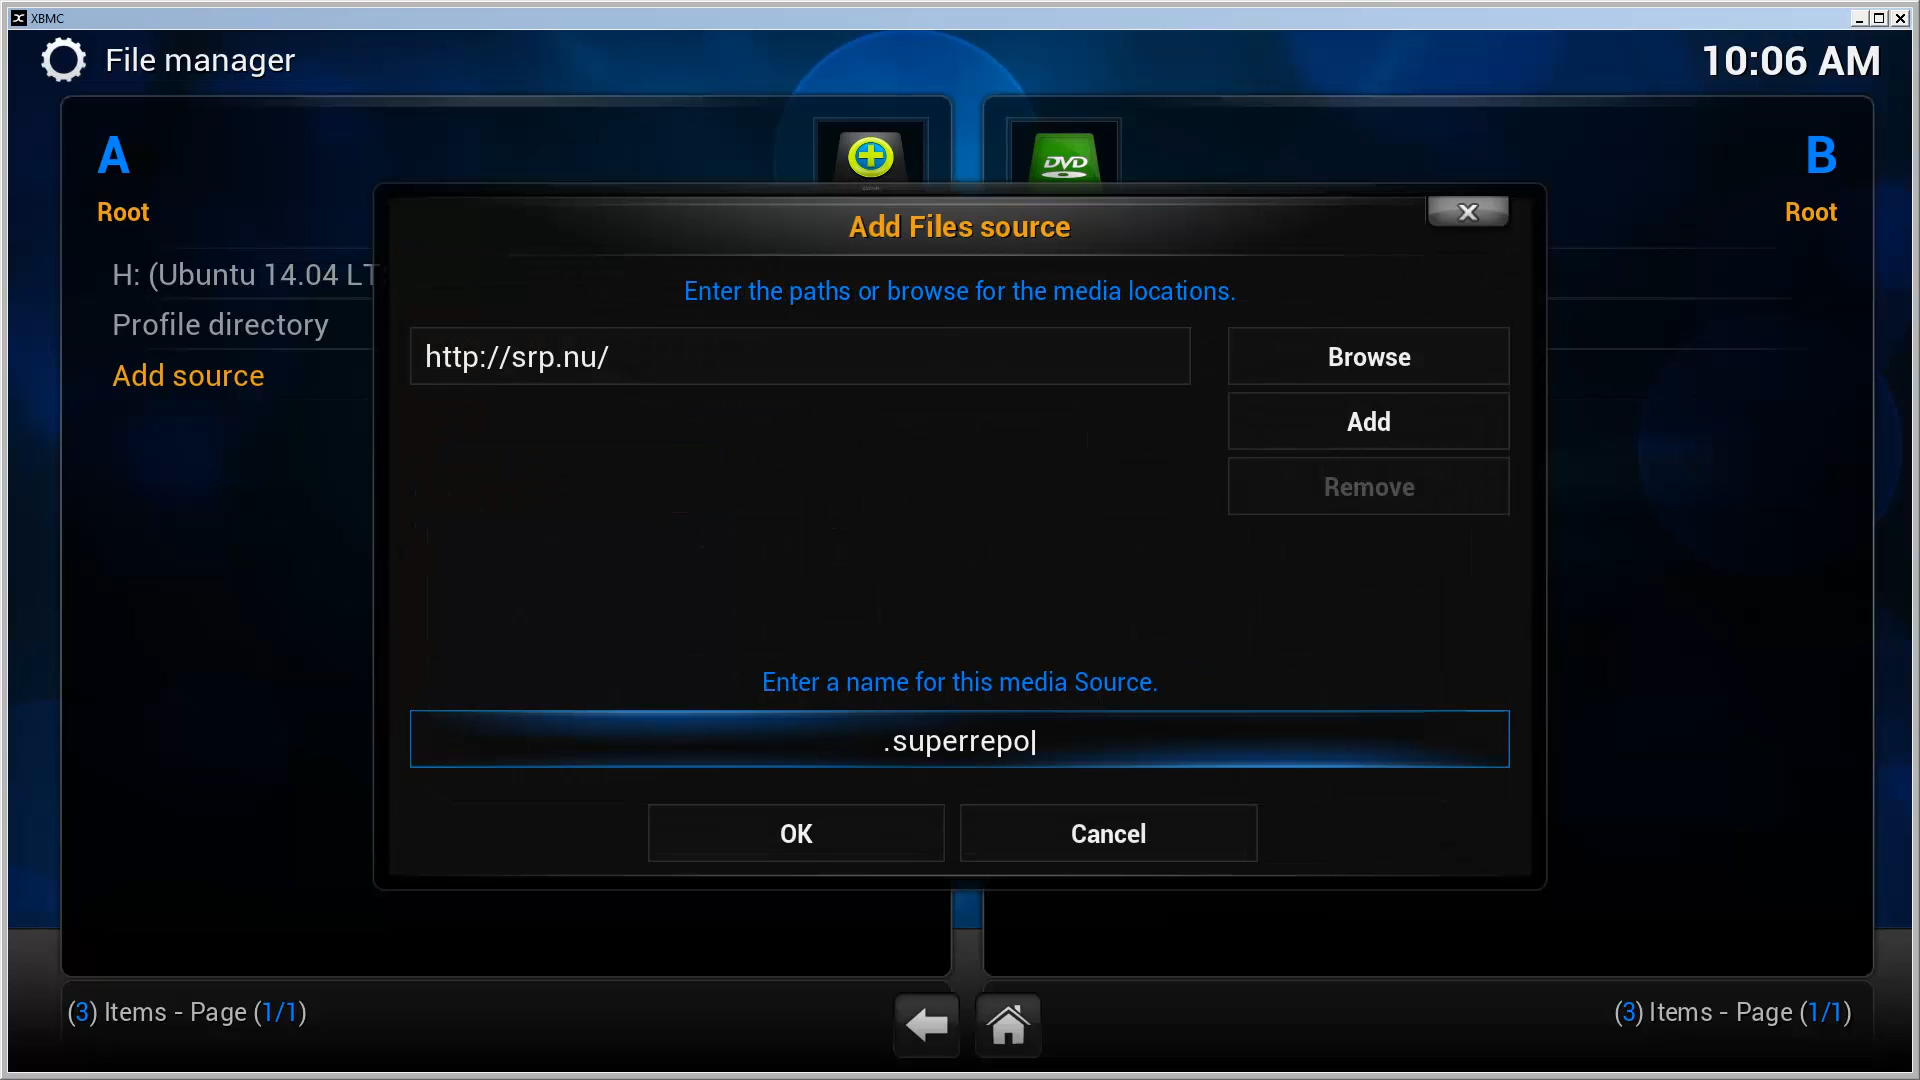 XBMC
File manager
10:06 AM
A
B
DVD
Root
Root
Add Files source
H: (Ubuntu 14.04 LT
Enter the paths or browse for the media locations.
Profile directory
http://srp.nu/
Browse
Add source
Add
Remove
Enter a name for this media Source.
.superrepo
OK
Cancel
(3) Items - Page (1/1)
(3) Items - Page (1/1)